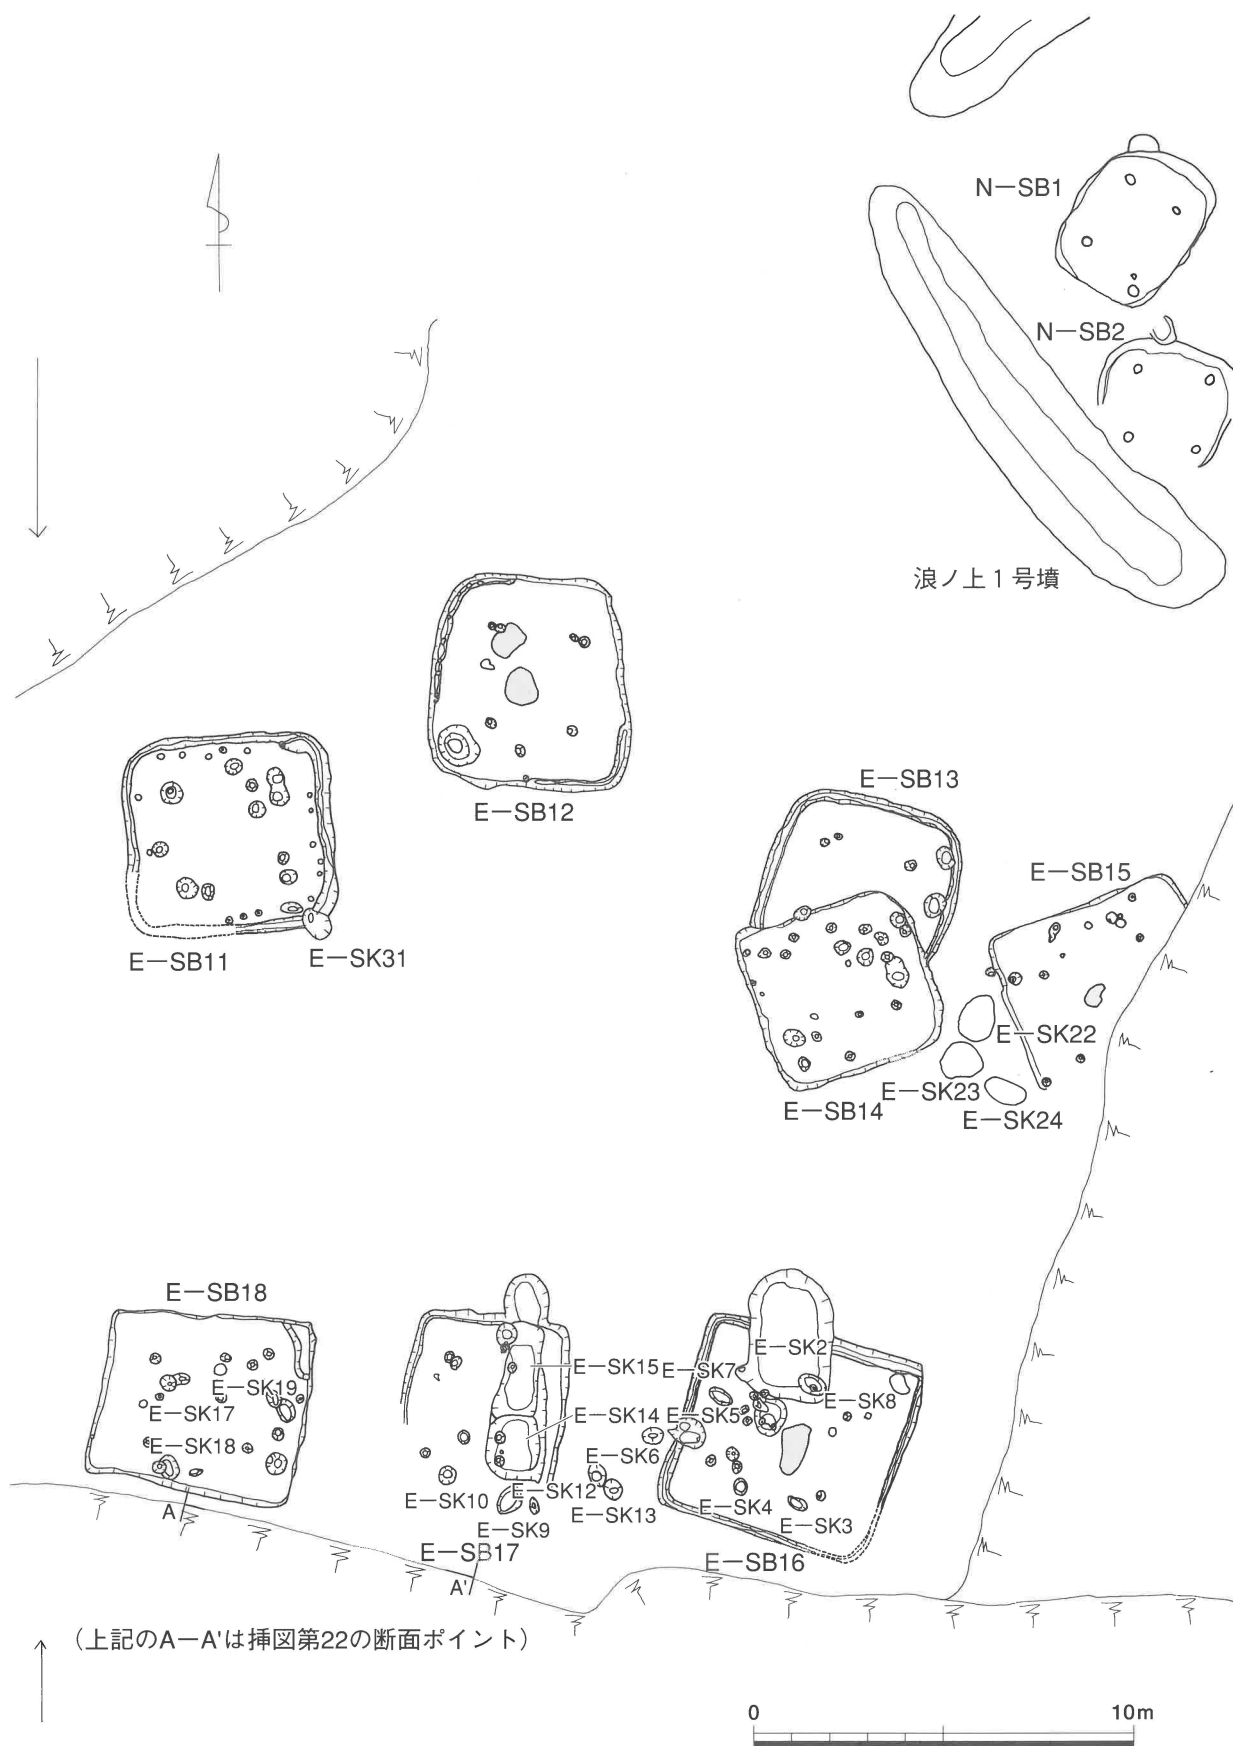 N－SB1
N－SB2
浪ノ上1号墳
E－SB12
E－SB13
E－SB15
E－SB11
E－SK31
E－SK22
E－SK23
E－SB14
E－SK24
E－SB18
E－SK2
E－SK15
E－SK7
E－SK19
E－SK8
E－SK17
E－SK14
E－SK5
E－SK18
E－SK6
E－SK12
E－SK10
E－SK4
E－SK13
E－SK3
A
E－SK9
E－SB17
E－SB16
A'
（上記のA－A'は挿図第22の断面ポイント）
0 10m